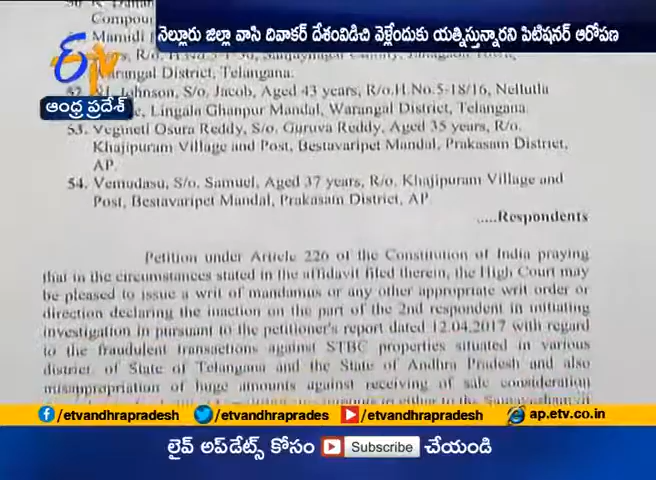 నెల్లూరు జిల్లా వాసి దివాకర్ దేశంవిడిచి వెళ్లేందుకు యత్నిస్తున్నారని పిటిషనర్ ఆరోపణ
Compou
Mamidi
R/o,
Warangal District, Telangana.
ఆంధ్ర ప్రదేశ్
Johnson, S/o. Jacob, Aged 43 years, R/o.H.No.5-18/16, Nellutla
Lingala Ghanpur Mandal, Warangal District, Telangana.
53. Vegineti Osura Reddy, S/o. Guruva Reddy, Aged 35 years, R/o.
Khajipuram Village and Post, Bestavaripet Mandal, Prakasam District,
AP.
54. Vemudasu, S/o. Samuel, Aged 37 years, R/o, Khajipuram Village and
Post, Bestavaripet Mandal, Prakasam District, AP
.....Respondents
Petition under Article 226 of the Constitution of India praying
that in the circumstances stated in the affidavit filed therein, the High Court may
be pleased to issue a writ of mandamus or any other appropriate writ order or
direction declaring the inaction on the part of the 2nd respondent in initiating
investigation in pursuant to the petitioner's report dated 12.04.2017 with regard
to the fraudulent transactions against STBC properties situated in various
district of State of Telangana and the State of Andhra Pradesh and also
misappropriation of huge amounts against receiving of sale consideration
/etvandhrapradesh /etvandhrapradesh /etvandhrapradesh ap.etv.co.in
లైవ్ అప్‌డేట్స్ కోసం Subscribe చేయండి